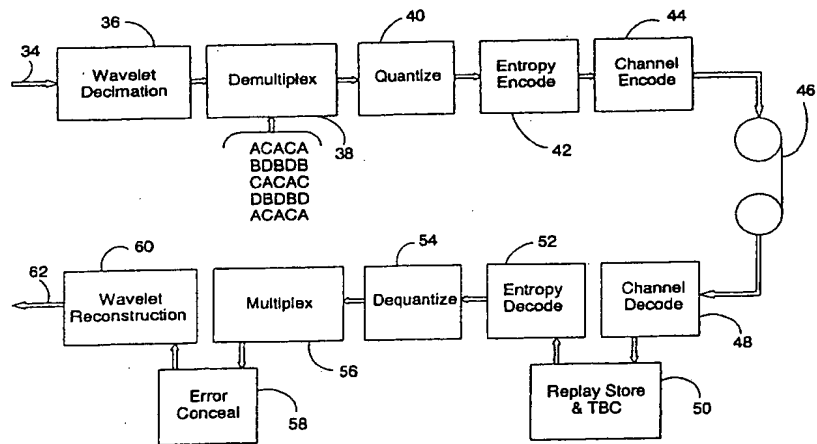 36
40
44
34
Wavelet
Decimation
Demultiplex
Quantize
Entropy
Encode
Channel
Encode
46
38
42
ACACA
BDBDB
CACAC
DBDBD
ACACA
60
54
52
62
Wavelet
Reconstruction
Multiplex
Dequantize
Entropy
Decode
Channel
Decode
56
48
Error
Conceal
58
Replay Store
& TBC
50